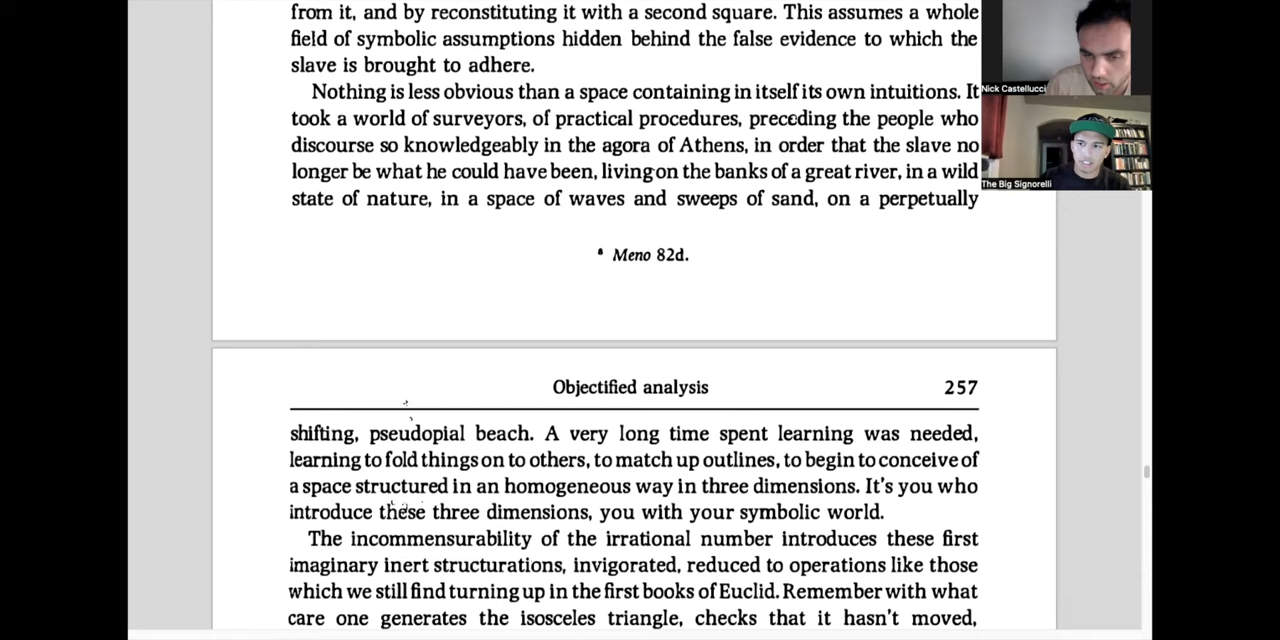 from it, and by reconstituting it with a second square. This assumes a whole
field of symbolic assumptions hidden behind the false evidence to which the
slave is brought to adhere.
Nothing is less obvious than a space containing in itself its own intuitions. It
took a world of surveyors, of practical procedures, preceding the people who
discourse so knowledgeably in the agora of Athens, in order that the slave no
longer be what he could have been, living on the banks of a great river, in a wild
state of nature, in a space of waves and sweeps of sand, on a perpetually
Meno 82d.
Nick Castellucci
The Big Signorelli
Objectified analysis 257
shifting, pseudopial beach. A very long time spent learning was needed,
learning to fold things on to others, to match up outlines, to begin to conceive of
a space structured in an homogeneous way in three dimensions. It's you who
introduce these three dimensions, you with your symbolic world.
The incommensurability of the irrational number introduces these first
imaginary inert structurations, invigorated, reduced to operations like those
which we still find turning up in the first books of Euclid. Remember with what
care one generates the isosceles triangle, checks that it hasn't moved,